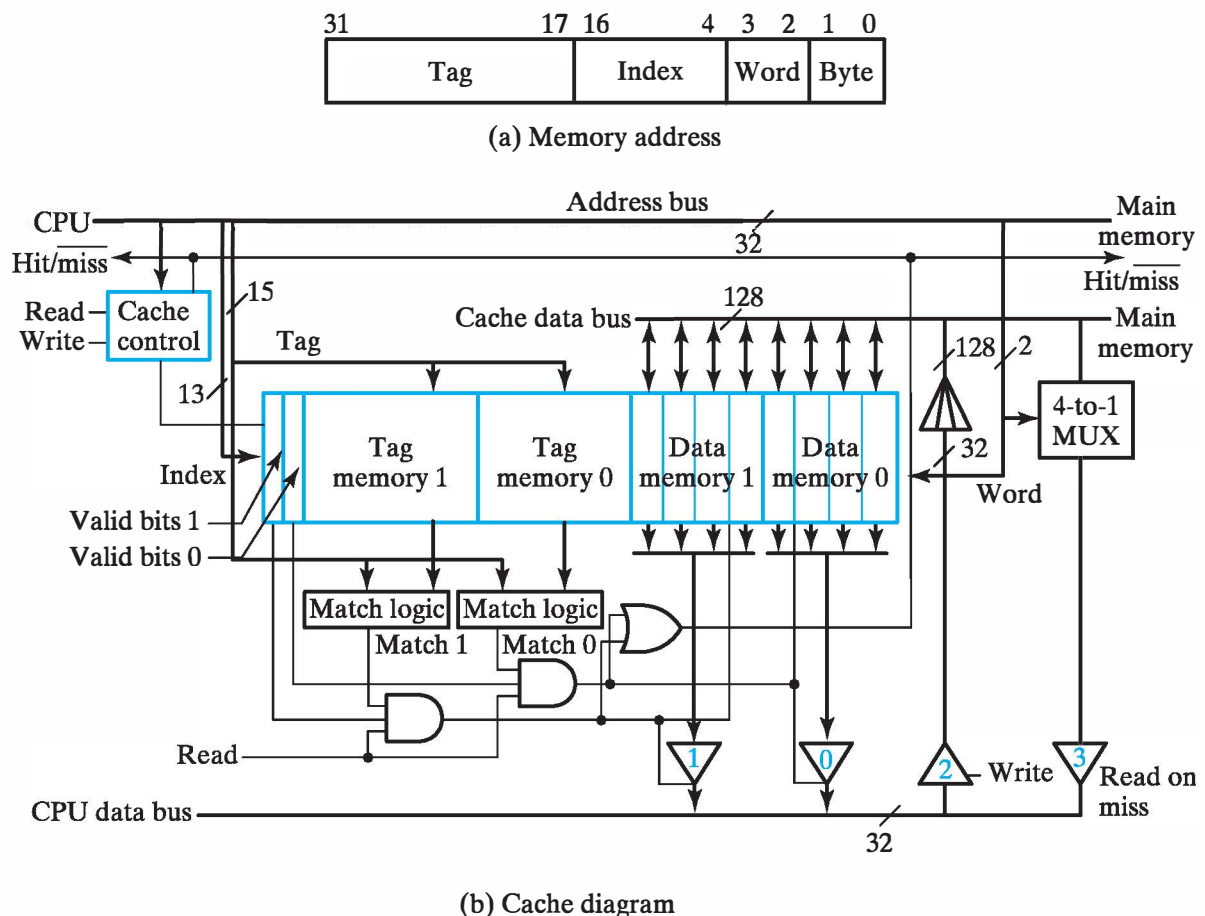 31 17 16 4 3 2 1 0
Tag Index Word Byte
(a) Memory address
CPU
Address bus
32
Main
memory
Hit/miss
Hit/miss
Read
Write
Cache
control
15
13
Tag
Cache data bus
128
Main
memory
128
2
4-to-1
MUX
32
Word
Index
Tag
memory 1
Tag
memory 0
Data
memory 1
Data
memory 0
Valid bits 1
Valid bits 0
Match logic
Match logic
Match 1
Match 0
Read
1
0
2
Write
3
Read on
miss
CPU data bus
32
(b) Cache diagram